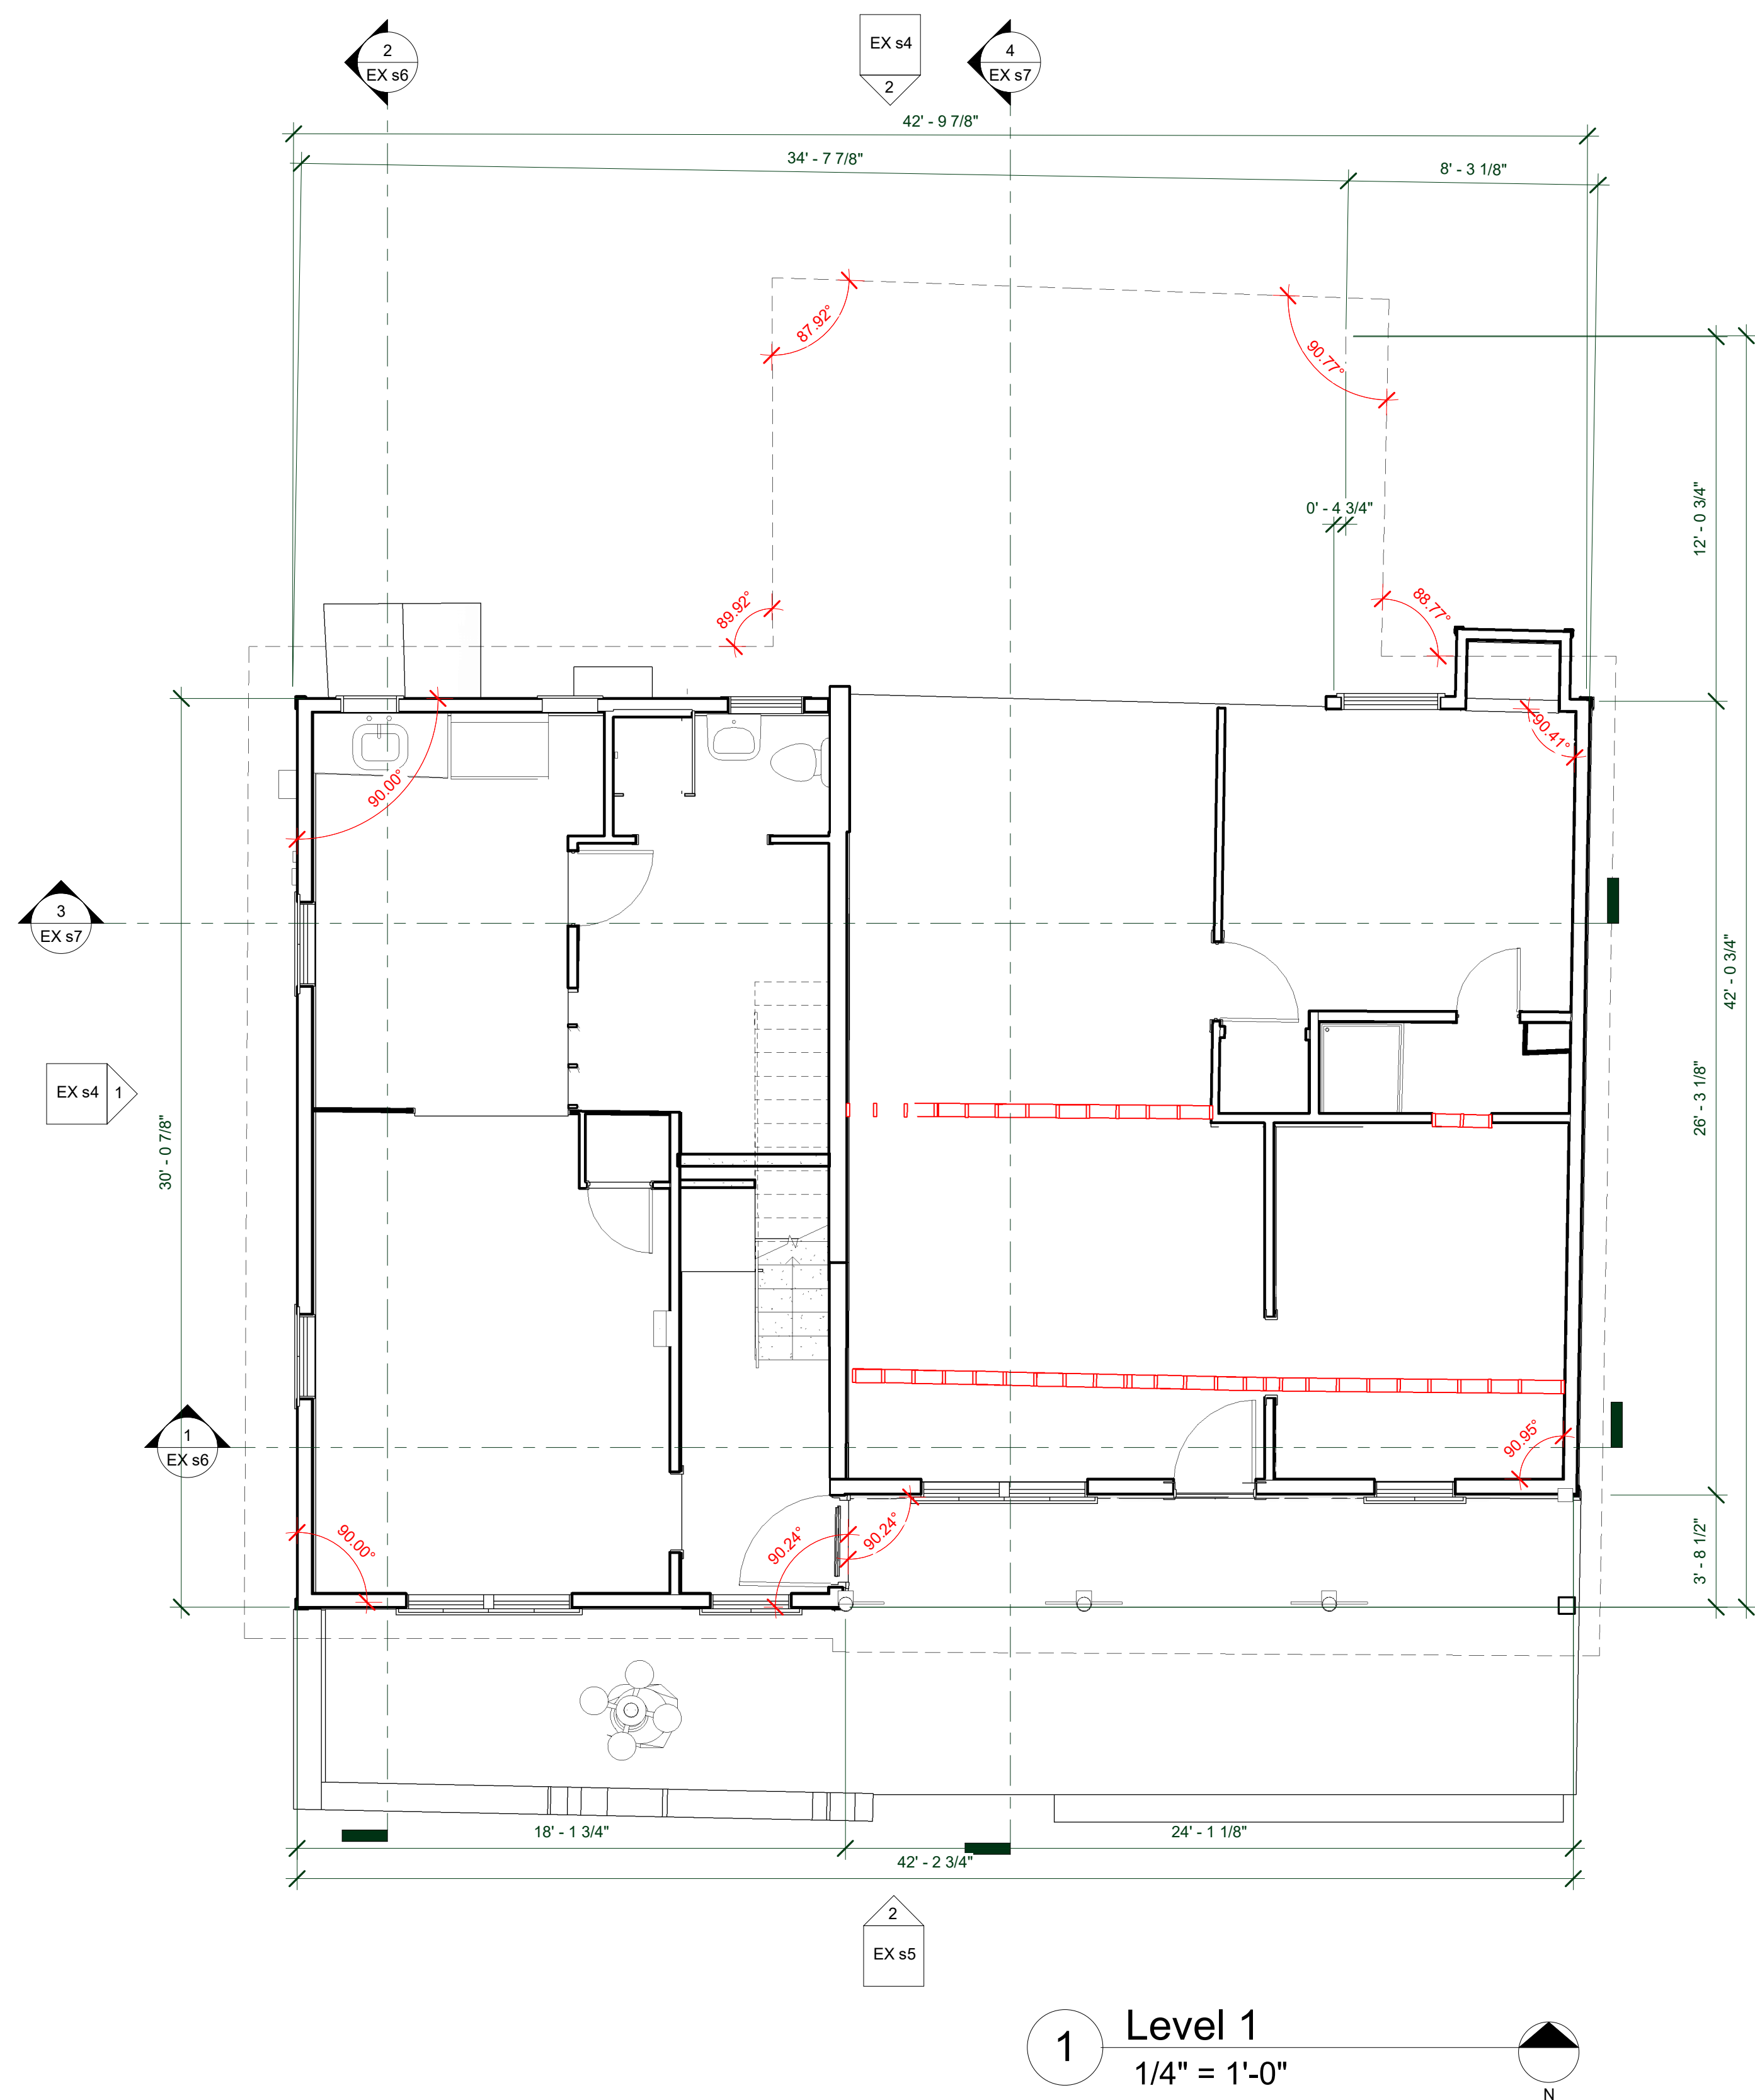 2
EX s6
EX s4
2
4
EX s7
42' - 9 7/8"
34' - 7 7/8"
8' - 3 1/8"
87.92°
90.77°
0' - 4 3/4"
12' - 0 3/4"
89.92°
88.77°
90.41°
90.00°
3
EX s7
42' - 0 3/4"
EX s4
1
30' - 0 7/8"
26' - 3 1/8"
1
EX s6
90.95°
90.00°
90.24°
90.24°
3' - 8 1/2"
18' - 1 3/4"
24' - 1 1/8"
42' - 2 3/4"
2
EX s5
1
Level 1
1/4" = 1'-0"
N